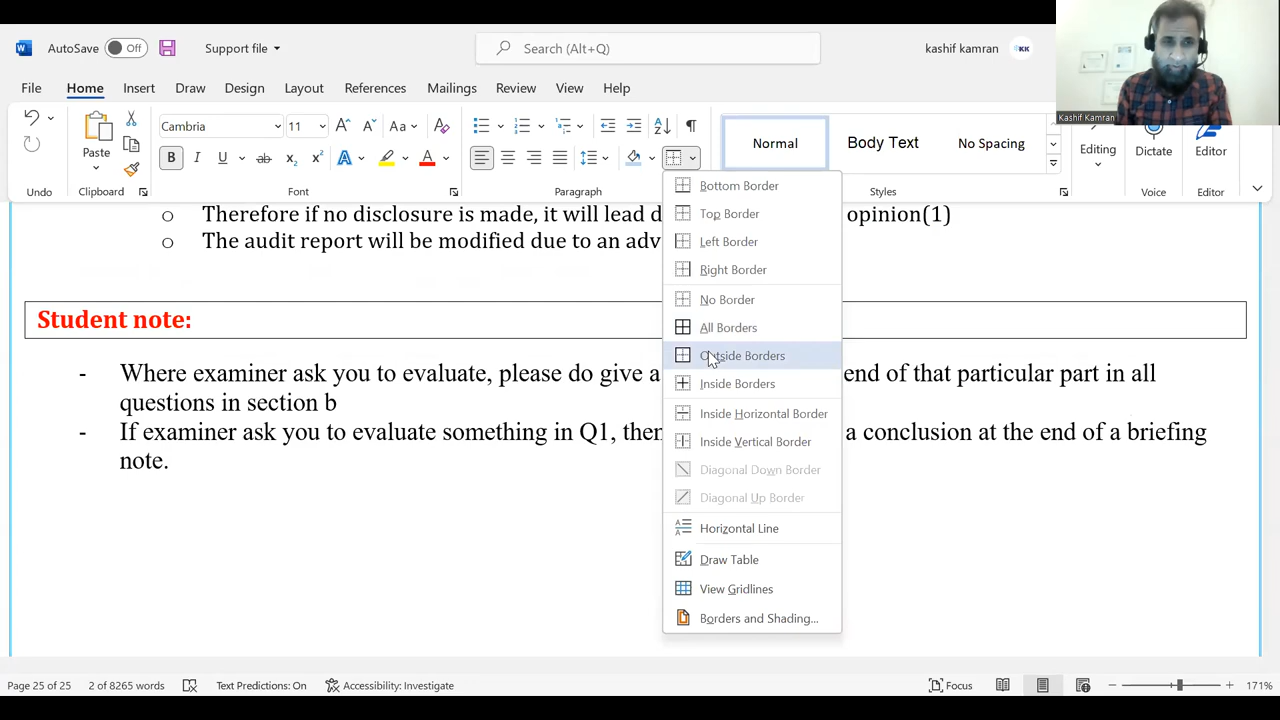 AutoSave Off Support file Search (Alt+Q) kashif kamran KK
File Home Insert Draw Design Layout References Mailings Review View Help
Kashif Kamran
Cambria 11
Paste
Normal Body Text No Spacing
Editing Dictate Editor
Undo Clipboard Font Paragraph Styles Voice Editor
o Therefore if no disclosure is made, it will lead opinion(1)
o The audit report will be modified due to an adv
Student note:
- Where examiner ask you to evaluate, please do give a end of that particular part in all
questions in section b
- If examiner ask you to evaluate something in Q1, then a conclusion at the end of a briefing
note.
Bottom Border
Top Border
Left Border
Right Border
No Border
All Borders
Outside Borders
Inside Borders
Inside Horizontal Border
Inside Vertical Border
Diagonal Down Border
Diagonal Up Border
Horizontal Line
Draw Table
View Gridlines
Borders and Shading...
Page 25 of 25 2 of 8265 words Text Predictions: On Accessibility: Investigate Focus 171%